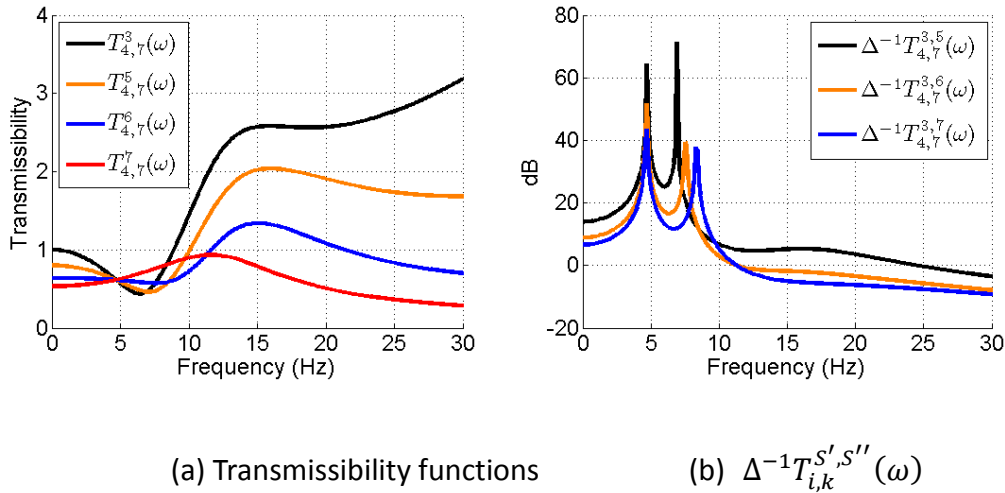 4
3
2
1
0
Transmissibility
T^3_{4,7}(ω)
T^5_{4,7}(ω)
T^6_{4,7}(ω)
T^7_{4,7}(ω)
0 5 10 15 20 25 30
Frequency (Hz)
80
60
40
20
0
-20
dB
Δ^{-1}T^{3,5}_{4,7}(ω)
Δ^{-1}T^{3,6}_{4,7}(ω)
Δ^{-1}T^{3,7}_{4,7}(ω)
0 5 10 15 20 25 30
Frequency (Hz)
(a) Transmissibility functions
(b) Δ^{-1}T^{S',S''}_{i,k}(ω)